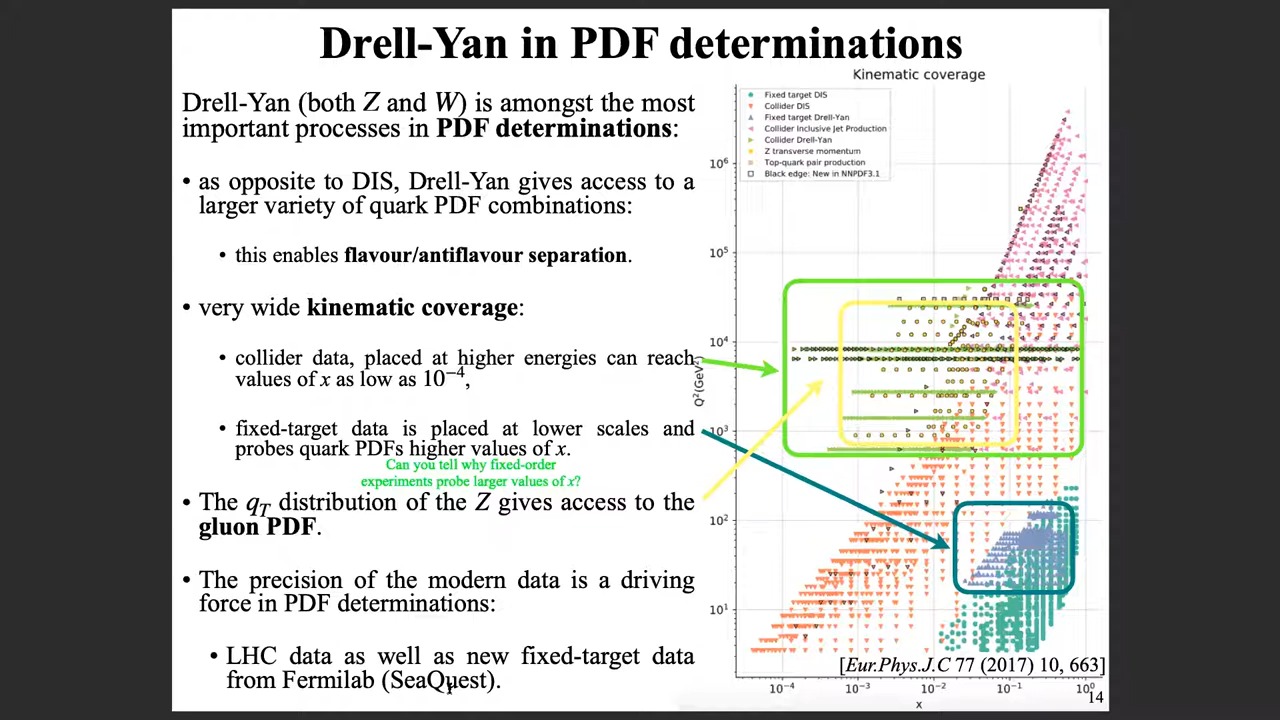 Drell-Yan in PDF determinations
Drell-Yan (both Z and W) is amongst the most
important processes in PDF determinations:
• as opposite to DIS, Drell-Yan gives access to a
larger variety of quark PDF combinations:
• this enables flavour/antiflavour separation.
• very wide kinematic coverage:
• collider data, placed at higher energies can reach
values of x as low as 10⁻⁴,
• fixed-target data is placed at lower scales and
probes quark PDFs higher values of x.
Can you tell why fixed-order
experiments probe larger values of x?
• The qT distribution of the Z gives access to the
gluon PDF.
• The precision of the modern data is a driving
force in PDF determinations:
• LHC data as well as new fixed-target data
from Fermilab (SeaQuest).
Kinematic coverage
Fixed target DIS
Collider DIS
Fixed target Drell-Yan
Collider Inclusive Jet Production
Collider Drell-Yan
Z transverse momentum
Top-quark pair production
Black edge: New in NNPDF3.1
10⁶
10⁵
10⁴
10³
10²
10¹
Q²(GeV²)
[Eur.Phys.J.C 77 (2017) 10, 663]
10⁻⁴
10⁻³
10⁻²
10⁻¹
10⁰
x
14